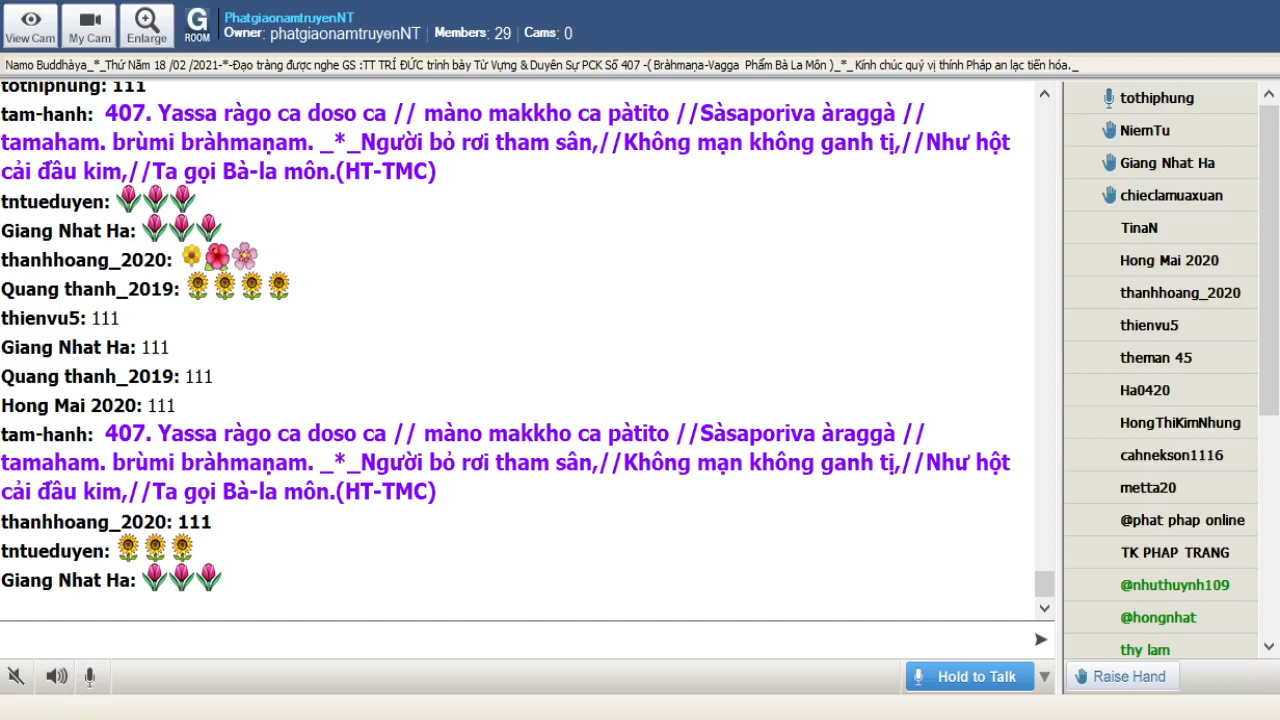 View Cam
My Cam
Enlarge
G
ROOM
PhatgiaonamtruyenNT
Owner: phatgiaonamtruyenNT | Members: 29 | Cams: 0
Namo Buddhàya_*_Thứ Năm 18 /02 /2021-*-Đạo tràng được nghe GS :TT TRÍ ĐỨC trình bày Từ Vựng & Duyên Sự PCK Số 407 -( Bràhmaṇa-Vagga Phẩm Bà La Môn )_*_ Kính chúc quý vị thính Pháp an lạc tiến hóa._
tothiphung: 111
tam-hanh: 407. Yassa ràgo ca doso ca // màno makkho ca pàtito //Sàsaporiva àraggà //
tamaham. brùmi bràhmaṇam. _*_Người bỏ rơi tham sân,//Không mạn không ganh tị,//Như hột
cải đầu kim,//Ta gọi Bà-la môn.(HT-TMC)
tntueduyen:
Giang Nhat Ha:
thanhhoang_2020:
Quang thanh_2019:
thienvu5: 111
Giang Nhat Ha: 111
Quang thanh_2019: 111
Hong Mai 2020: 111
tam-hanh: 407. Yassa ràgo ca doso ca // màno makkho ca pàtito //Sàsaporiva àraggà //
tamaham. brùmi bràhmaṇam. _*_Người bỏ rơi tham sân,//Không mạn không ganh tị,//Như hột
cải đầu kim,//Ta gọi Bà-la môn.(HT-TMC)
thanhhoang_2020: 111
tntueduyen:
Giang Nhat Ha:
Hold to Talk
tothiphung
NiemTu
Giang Nhat Ha
chieclamuaxuan
TinaN
Hong Mai 2020
thanhhoang_2020
thienvu5
theman 45
Ha0420
HongThiKimNhung
cahnekson1116
metta20
@phat phap online
TK PHAP TRANG
@nhuthuynh109
@hongnhat
thy lam
Raise Hand